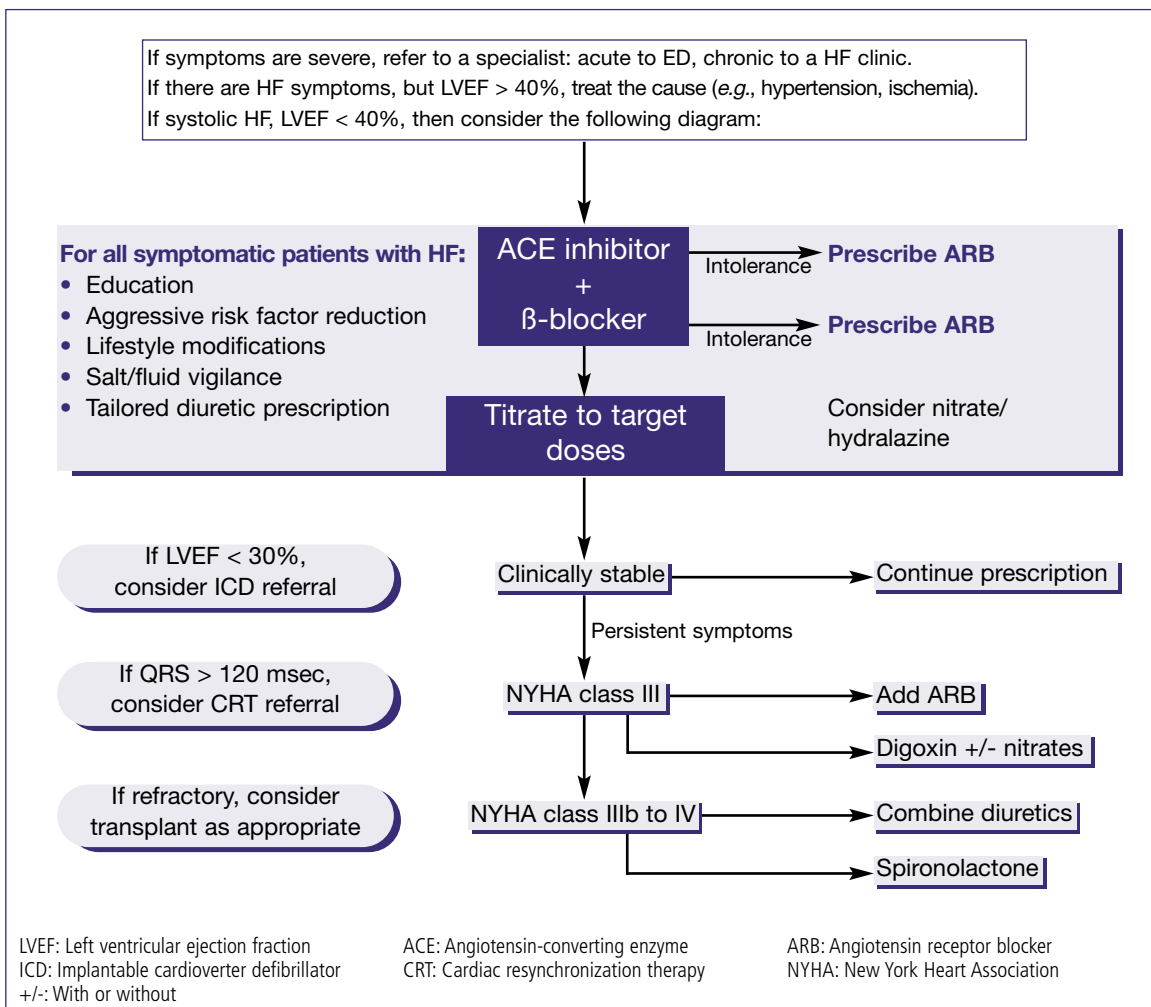 If symptoms are severe, refer to a specialist: acute to ED, chronic to a HF clinic.
If there are HF symptoms, but LVEF > 40%, treat the cause (e.g., hypertension, ischemia).
If systolic HF, LVEF < 40%, then consider the following diagram:
For all symptomatic patients with HF:
• Education
• Aggressive risk factor reduction
• Lifestyle modifications
• Salt/fluid vigilance
• Tailored diuretic prescription
ACE inhibitor
+
ß-blocker
Intolerance
Prescribe ARB
Intolerance
Prescribe ARB
Titrate to target
doses
Consider nitrate/
hydralazine
If LVEF < 30%,
consider ICD referral
Clinically stable
Continue prescription
Persistent symptoms
If QRS > 120 msec,
consider CRT referral
NYHA class III
Add ARB
Digoxin +/- nitrates
If refractory, consider
transplant as appropriate
NYHA class IIIb to IV
Combine diuretics
Spironolactone
LVEF: Left ventricular ejection fraction
ICD: Implantable cardioverter defibrillator
+/-: With or without
ACE: Angiotensin-converting enzyme
CRT: Cardiac resynchronization therapy
ARB: Angiotensin receptor blocker
NYHA: New York Heart Association